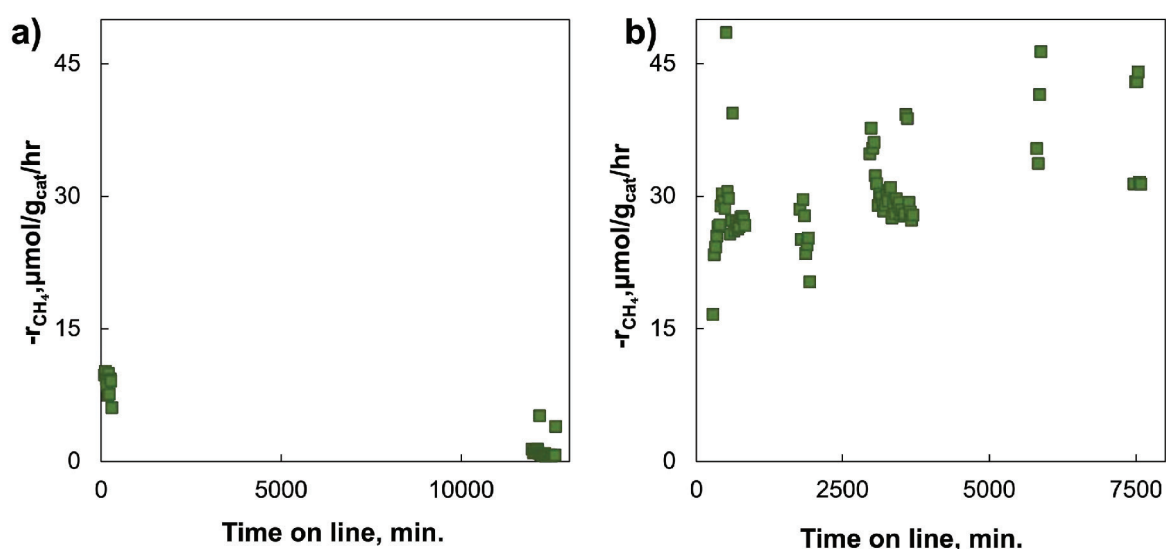 a)
45
30
15
0
-rCH₄,µmol/gcat/hr
0
5000
10000
Time on line, min.
b)
45
30
15
0
-rCH₄,µmol/gcat/hr
0
2500
5000
7500
Time on line, min.